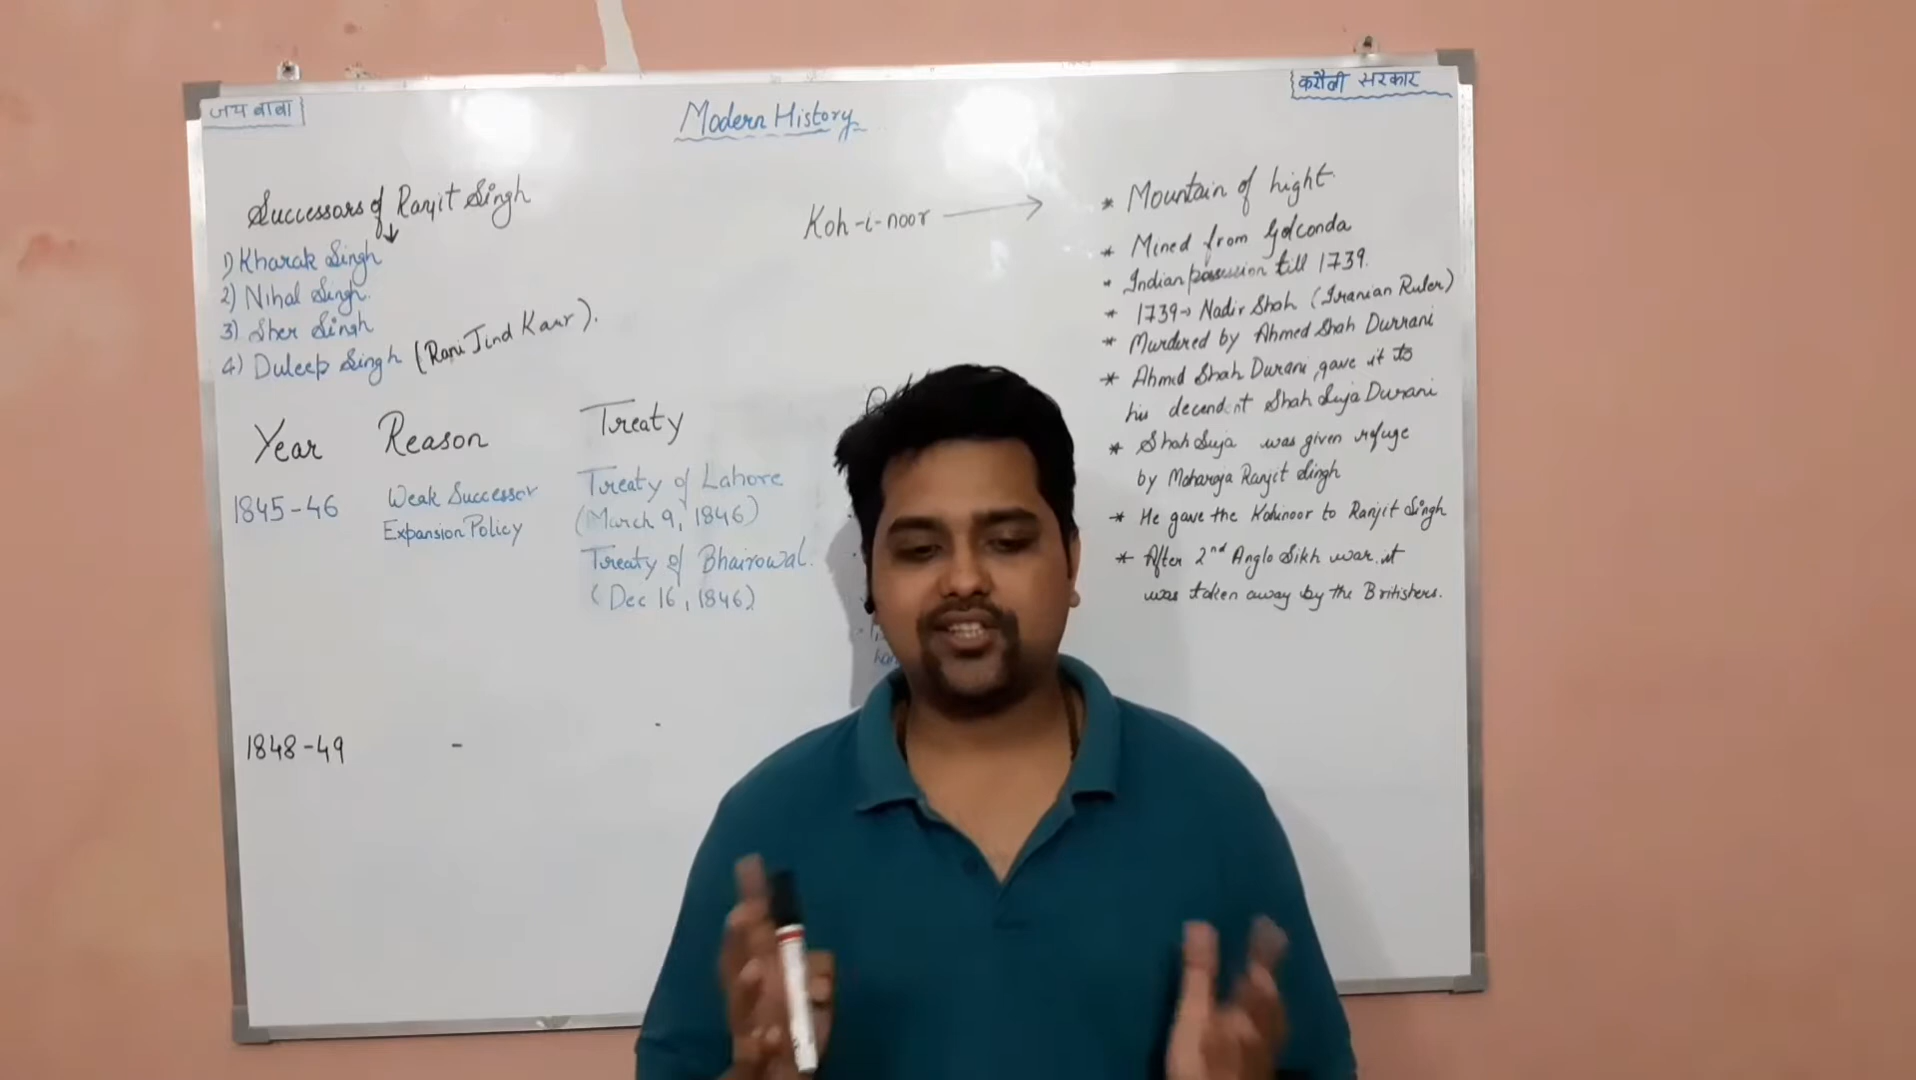 जय बाबा
करौली सरकार
Modern History
Successors of Ranjit Singh
1) Kharak Singh
2) Nihal Singh.
3) Sher Singh
4) Duleep Singh (Rani Jind Kaur).
Year Reason Treaty
1845-46 Weak Successor Treaty of Lahore
Expansion Policy (March 9, 1846)
Treaty of Bhairowal.
(Dec 16, 1846)
1848-49 -
Koh-i-noor
* Mountain of hight.
* Mined from Golconda
* Indian possession till 1739.
* 1739→ Nadir Shah (Iranian Ruler)
* Murdered by Ahmed Shah Durrani
* Ahmed Shah Durani gave it to
his decendent Shah Suja Durani
* Shah Suja was given refuge
by Maharaja Ranjit Singh
* He gave the Kohinoor to Ranjit Singh
* After 2nd Anglo Sikh war it
was taken away by the Britishers.